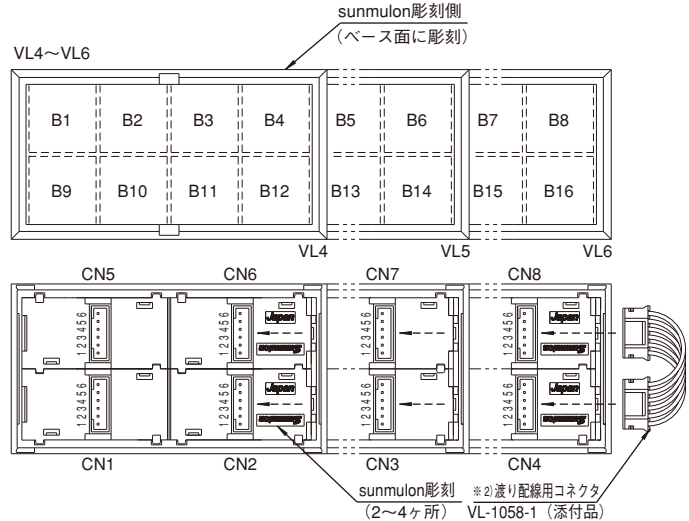 sunmulon彫刻側
（ベース面に彫刻）
VL4～VL6
B1 B2 B3 B4 B5 B6 B7 B8
B9 B10 B11 B12 B13 B14 B15 B16
VL4 VL5 VL6
CN5 CN6 CN7 CN8
123456 123456 Japan 123456 123456 Japan
Sunmulon Sunmulon
123456 123456 Japan 123456 123456 Japan
Sunmulon Sunmulon
CN1 CN2 CN3 CN4
sunmulon彫刻
（2～4ヶ所）
※2)渡り配線用コネクタ
VL-1058-1（添付品）